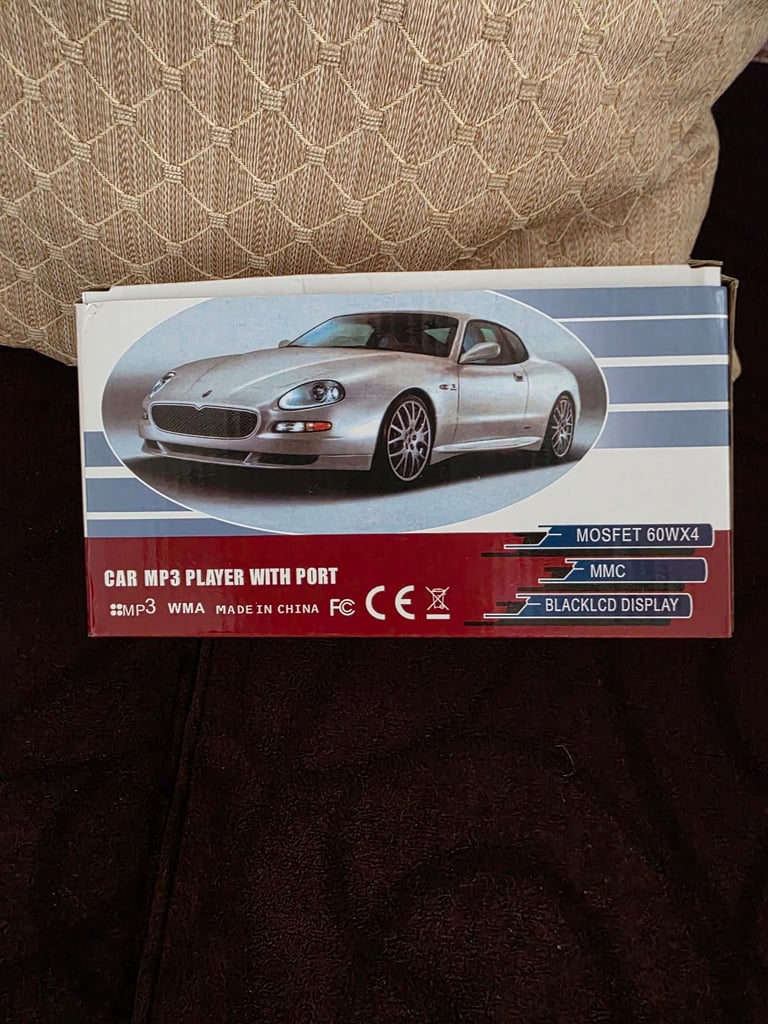 MOSFET 60WX4
MMC
BLACKLCD DISPLAY
CAR MP3 PLAYER WITH PORT
MP3 WMA MADE IN CHINA FC CE